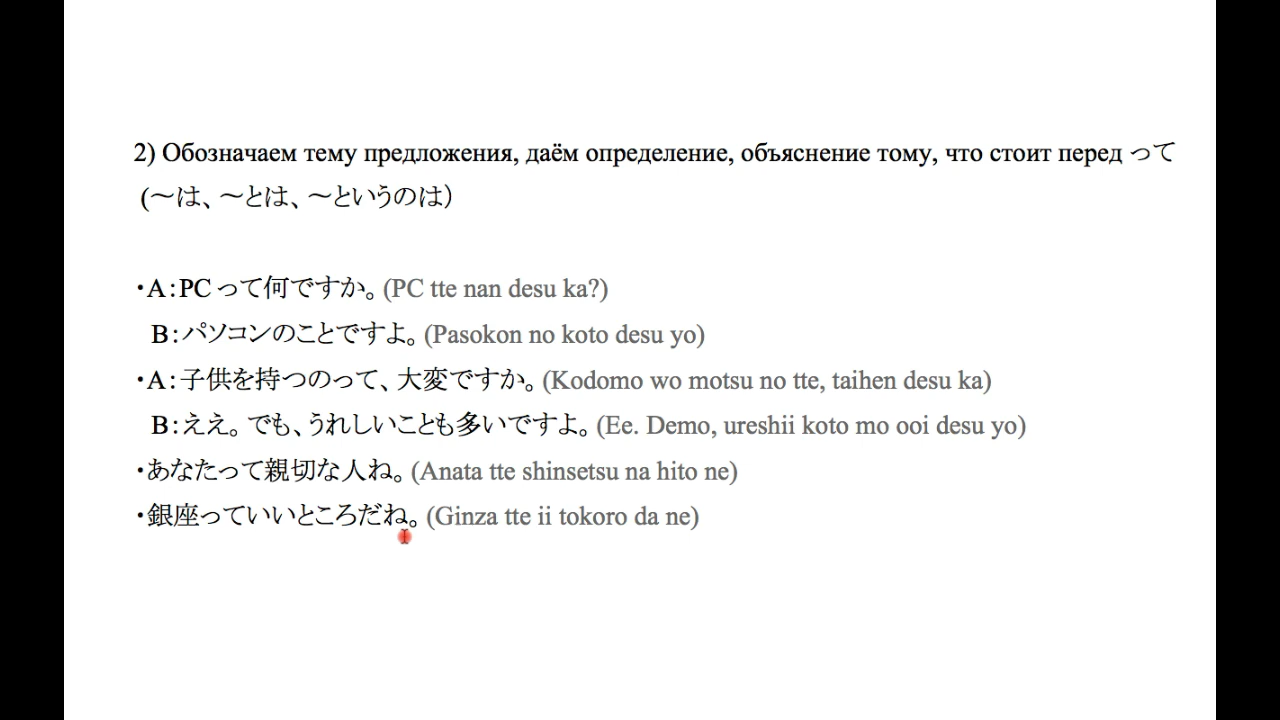 2) Обозначаем тему предложения, даём определение, объяснение тому, что стоит перед って
(〜は、〜とは、〜というのは）
・A：PCって何ですか。(PC tte nan desu ka?)
B：パソコンのことですよ。(Pasokon no koto desu yo)
・A：子供を持つのって、大変ですか。(Kodomo wo motsu no tte, taihen desu ka)
B：ええ。でも、うれしいことも多いですよ。(Ee. Demo, ureshii koto mo ooi desu yo)
・あなたって親切な人ね。(Anata tte shinsetsu na hito ne)
・銀座っていいところだね。(Ginza tte ii tokoro da ne)